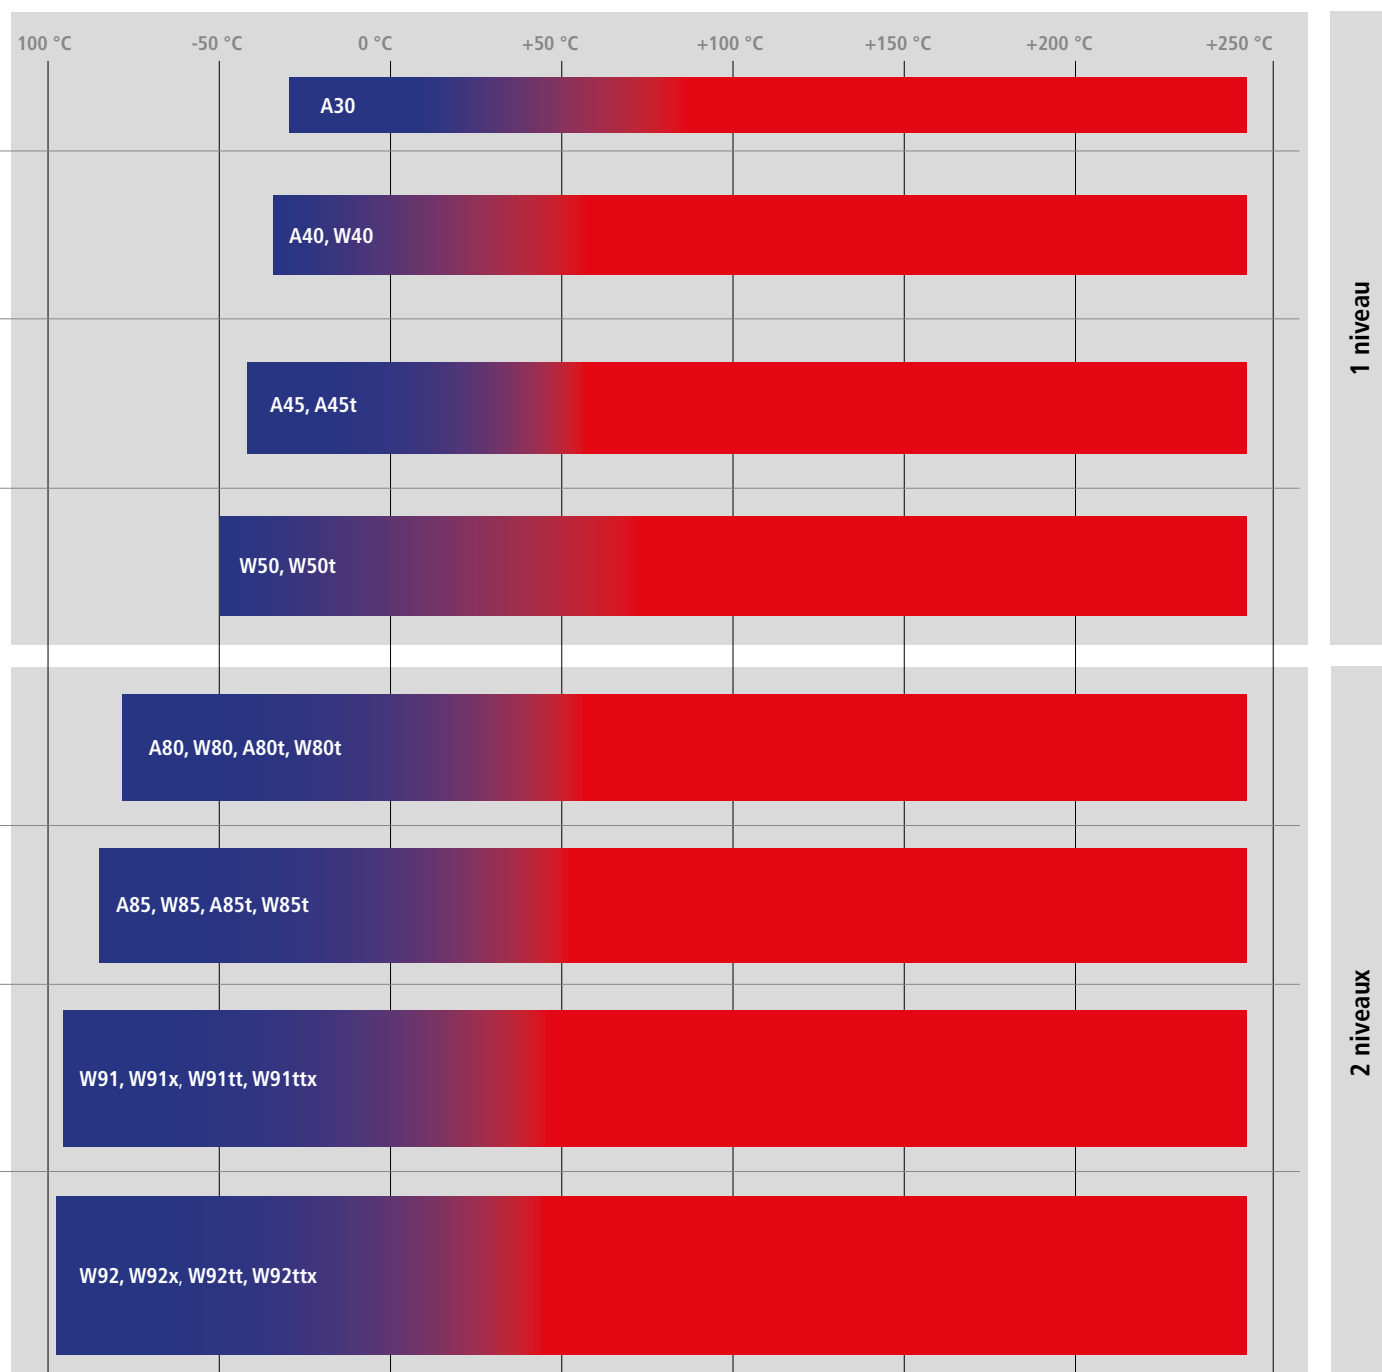 100 °C -50 °C 0 °C +50 °C +100 °C +150 °C +200 °C +250 °C
A30
A40, W40
A45, A45t
W50, W50t
1 niveau
A80, W80, A80t, W80t
A85, W85, A85t, W85t
W91, W91x, W91tt, W91ttx
W92, W92x, W92tt, W92ttx
2 niveaux